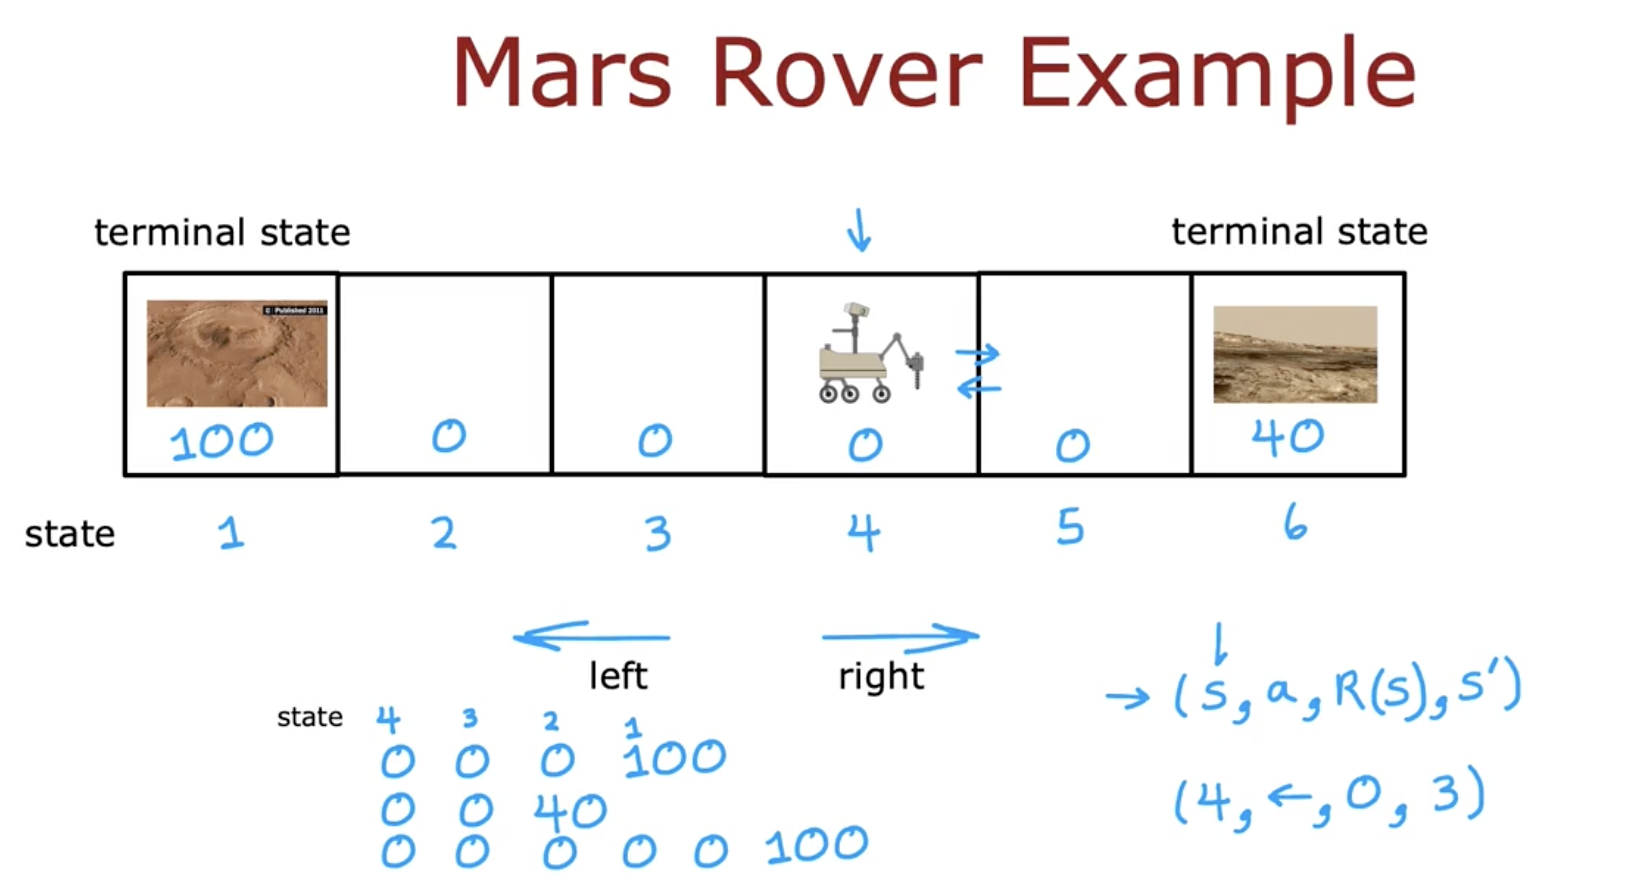 Mars Rover Example
terminal state terminal state
© Published 2011
100 0 0 0 0 40
state 1 2 3 4 5 6
left right
→ (s, a, R(s), s')
state 4 3 2 1
0 0 0 100
(4, ←, 0, 3)
0 0 40
0 0 0 0 0 100